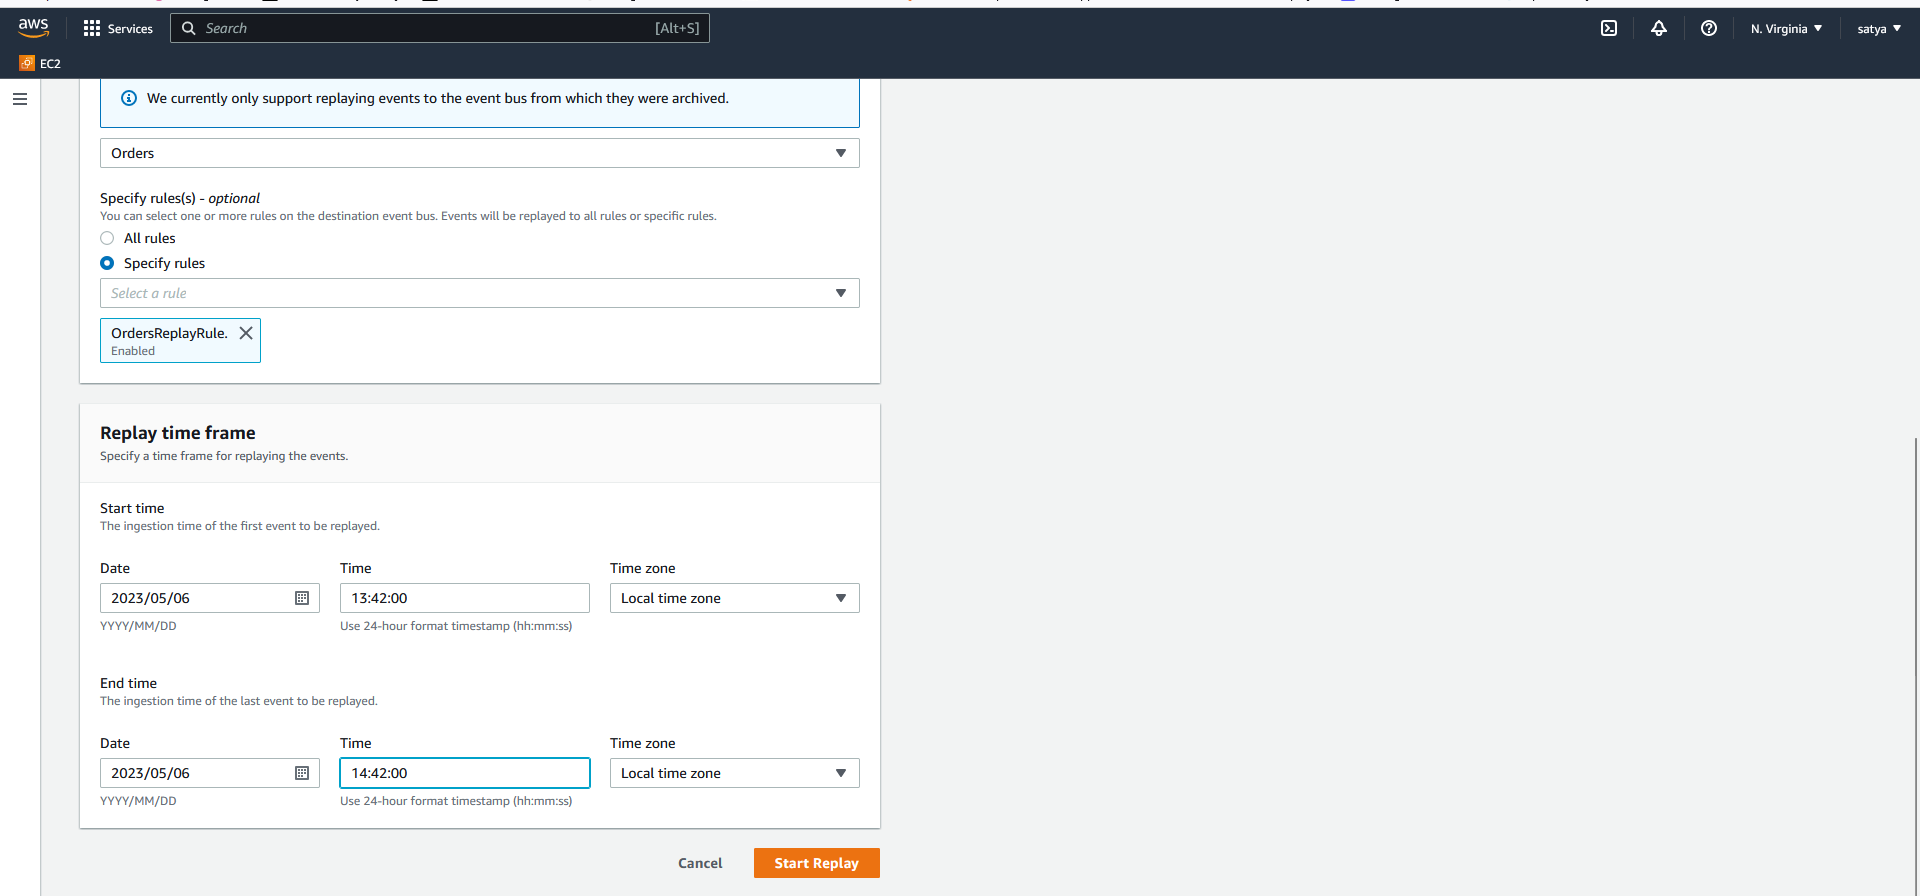 aws
Services
Search
[Alt+S]
N. Virginia
satya
EC2
We currently only support replaying events to the event bus from which they were archived.
Orders
Specify rules(s) - optional
You can select one or more rules on the destination event bus. Events will be replayed to all rules or specific rules.
All rules
Specify rules
Select a rule
OrdersReplayRule.
Enabled
Replay time frame
Specify a time frame for replaying the events.
Start time
The ingestion time of the first event to be replayed.
Date Time Time zone
2023/05/06 13:42:00 Local time zone
YYYY/MM/DD Use 24-hour format timestamp (hh:mm:ss)
End time
The ingestion time of the last event to be replayed.
Date Time Time zone
2023/05/06 14:42:00 Local time zone
YYYY/MM/DD Use 24-hour format timestamp (hh:mm:ss)
Cancel Start Replay